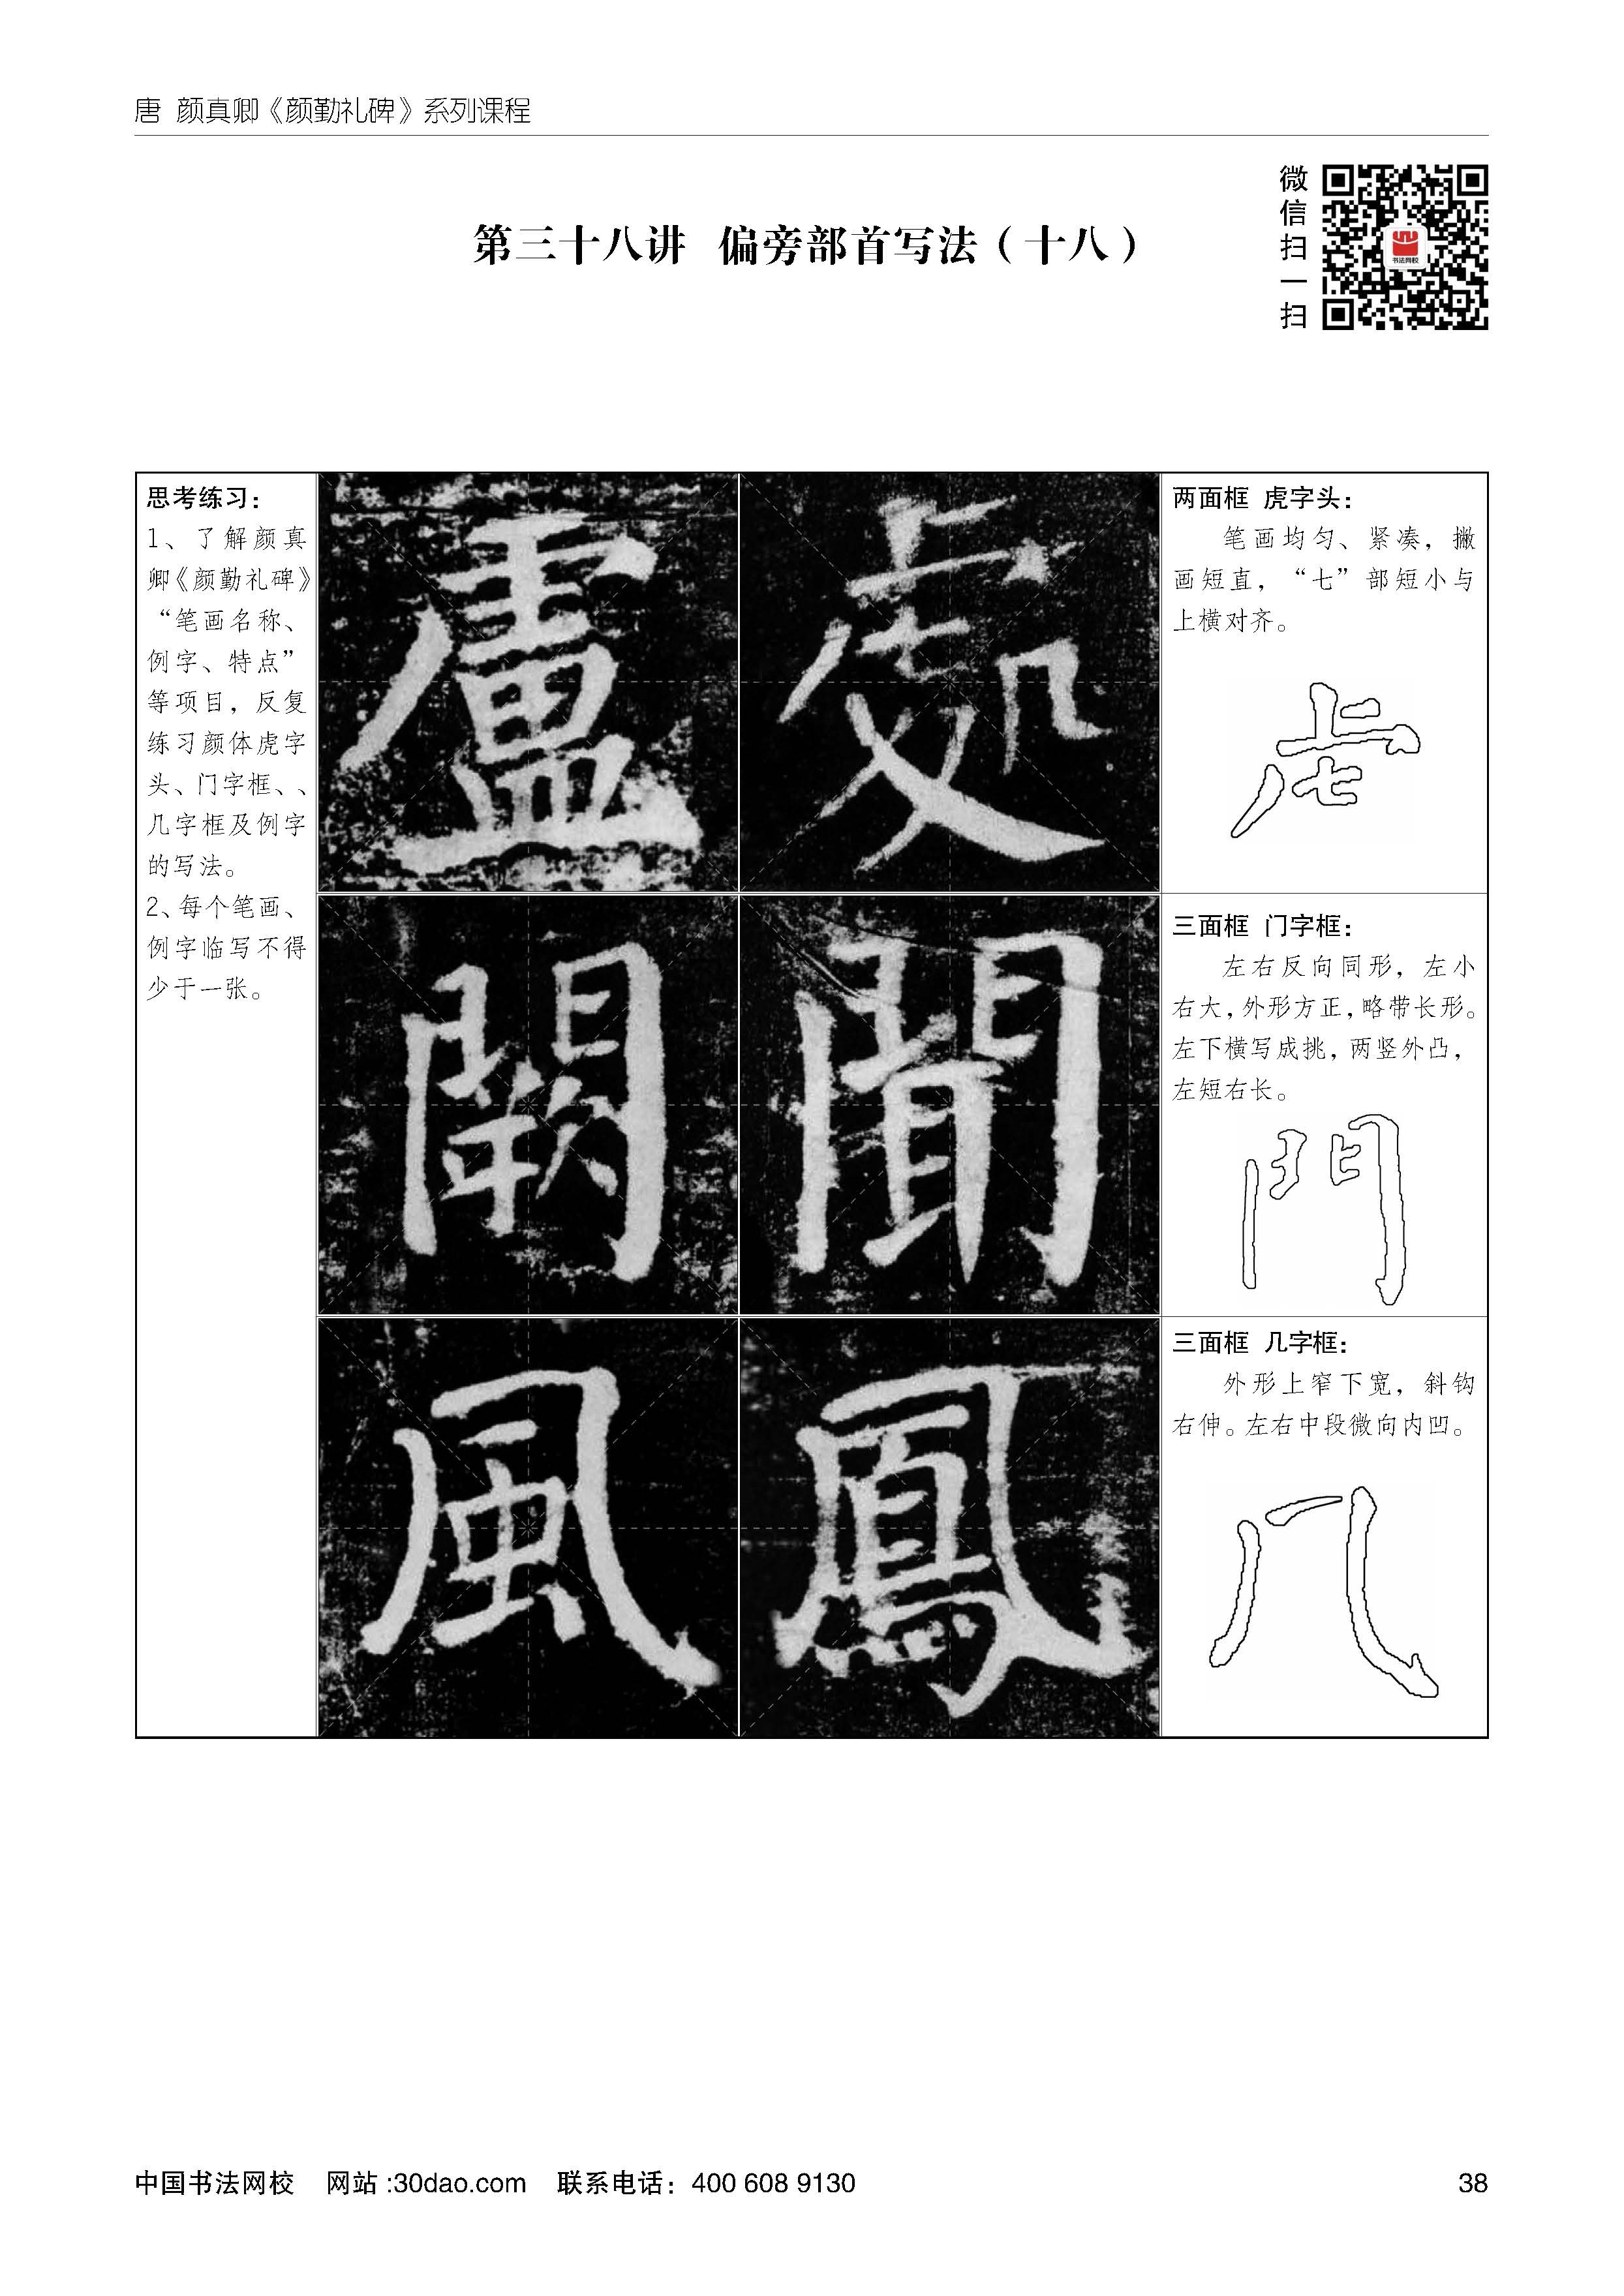 唐 颜真卿《颜勤礼碑》系列课程
微信扫一扫
书法网校
第三十八讲 偏旁部首写法（十八）
两面框 虎字头：
笔画均匀、紧凑，撇
画短直，“七”部短小与
上横对齐。
處
盧
三面框 门字框：
左右反向同形，左小
右大，外形方正，略带长形。
左下横写成挑，两竖外凸，
左短右长。
聞
闕
三面框 几字框：
外形上窄下宽，斜钩
右伸。左右中段微向内凹。
鳳
風
思考练习：
1、了解颜真
卿《颜勤礼碑》
“笔画名称、
例字、特点”
等项目，反复
练习颜体虎字
头、门字框、、
几字框及例字
的写法。
2、每个笔画、
例字临写不得
少于一张。
中国书法网校 网站 :30dao.com 联系电话：400 608 9130
38